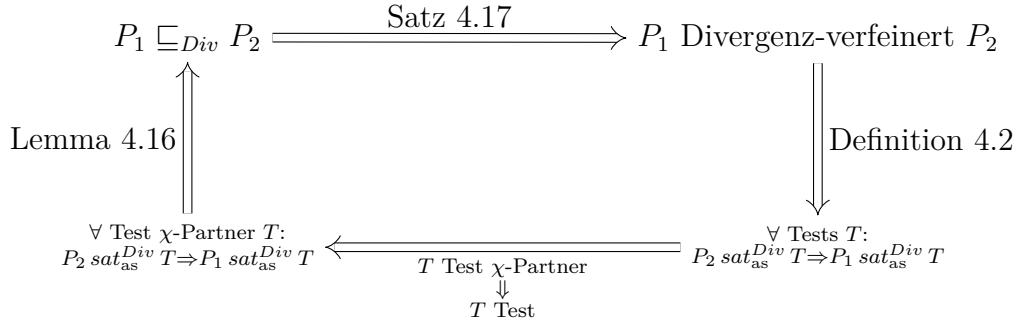 Satz 4.17
P₁ ⊑_Div P₂
P₁ Divergenz-verfeinert P₂
Lemma 4.16
Definition 4.2
∀ Test χ-Partner T:
P₂ sat_as^Div T⇒P₁ sat_as^Div T
∀ Tests T:
P₂ sat_as^Div T⇒P₁ sat_as^Div T
T Test χ-Partner
⇓
T Test